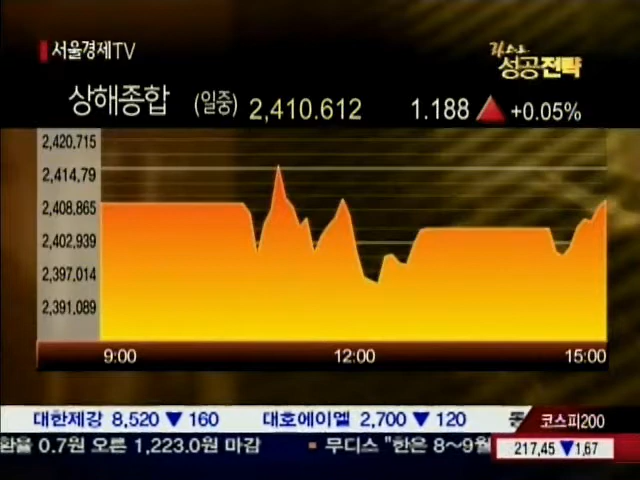 서울경제TV
성공전략
상해종합 (일중) 2,410.612 1.188 ▲ +0.05%
2,420.715
2,414.79
2,408.865
2,402.939
2,397.014
2,391.089
9:00 12:00 15:00
대한제강 8,520 ▼ 160 대호에이엘 2,700 ▼ 120 코스피200
환율 0.7원 오른 1,223.0원 마감 ▪ 무디스 "한은 8~9월 217.45 ▼ 1.67